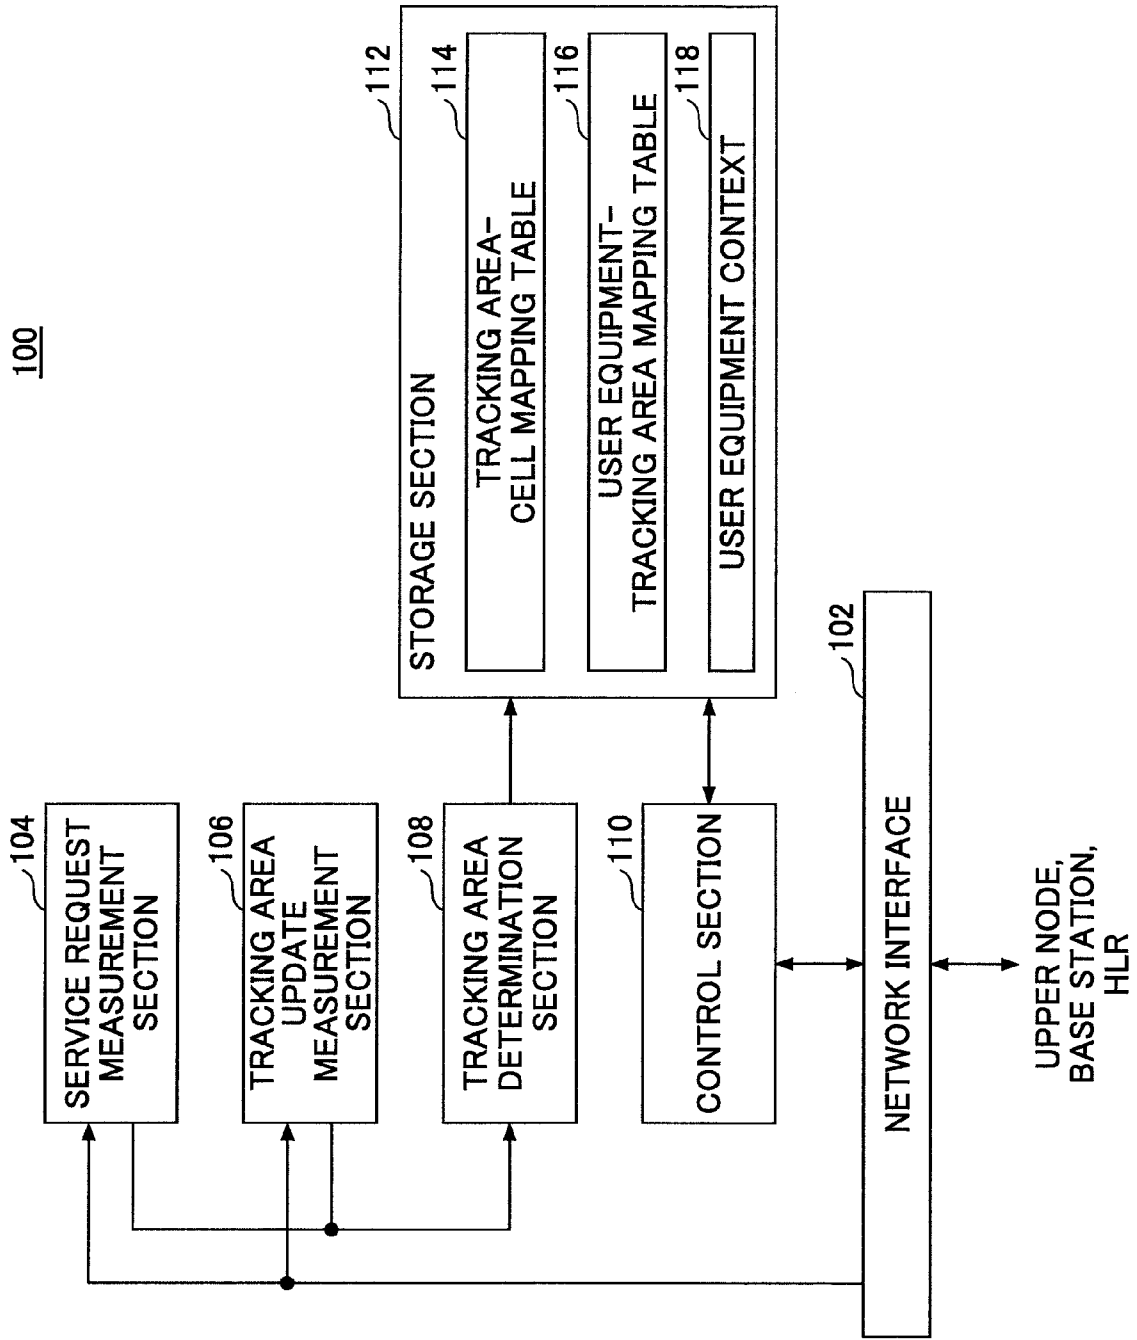 100
104
SERVICE REQUEST
MEASUREMENT
SECTION
106
TRACKING AREA
UPDATE
MEASUREMENT
SECTION
108
TRACKING AREA
DETERMINATION
SECTION
110
CONTROL SECTION
112
STORAGE SECTION
114
TRACKING AREA-
CELL MAPPING TABLE
116
USER EQUIPMENT-
TRACKING AREA MAPPING TABLE
118
USER EQUIPMENT CONTEXT
102
NETWORK INTERFACE
UPPER NODE,
BASE STATION,
HLR